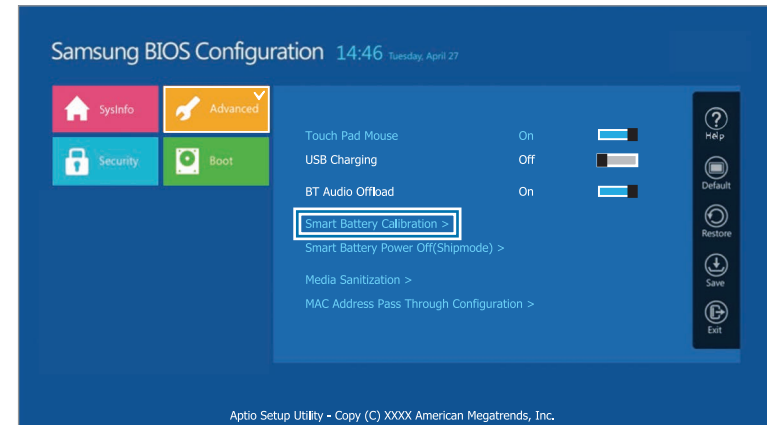 Samsung BIOS Configuration 14:46 Tuesday, April 27
SysInfo
Advanced
Security
Boot
Touch Pad Mouse On
USB Charging Off
BT Audio Offload On
Smart Battery Calibration >
Smart Battery Power Off(Shipmode) >
Media Sanitization >
MAC Address Pass Through Configuration >
Help
Default
Restore
Save
Exit
Aptio Setup Utility - Copy (C) XXXX American Megatrends, Inc.